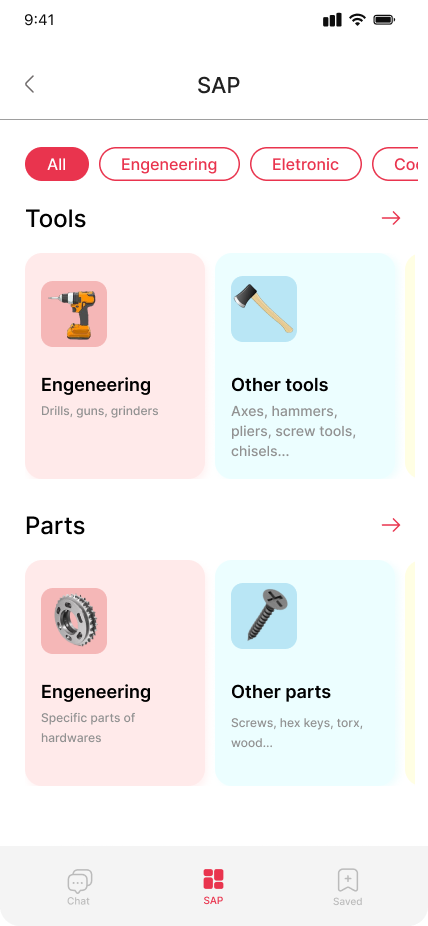 9:41
SAP
All
Engeneering
Eletronic
Tools
Engeneering
Drills, guns, grinders
Other tools
Axes, hammers,
pliers, screw tools,
chisels...
Parts
Engeneering
Specific parts of
hardwares
Other parts
Screws, hex keys, torx,
wood...
Chat
SAP
Saved